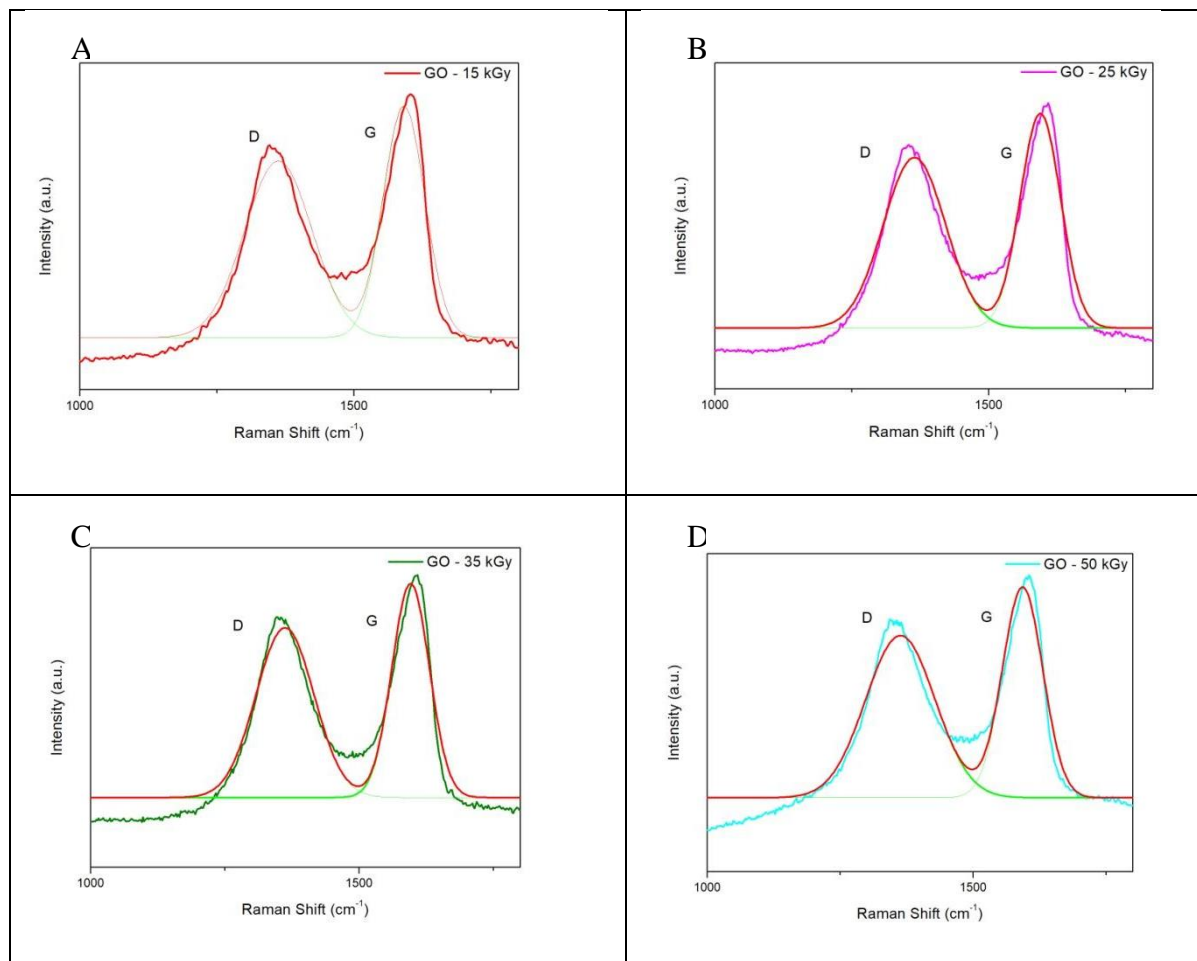 A
GO - 15 kGy
D
G
Intensity (a.u.)
1000
1500
Raman Shift (cm⁻¹)
B
GO - 25 kGy
D
G
Intensity (a.u.)
1000
1500
Raman Shift (cm⁻¹)
C
GO - 35 kGy
D
G
Intensity (a.u.)
1000
1500
Raman Shift (cm⁻¹)
D
GO - 50 kGy
D
G
Intensity (a.u.)
1000
1500
Raman Shift (cm⁻¹)